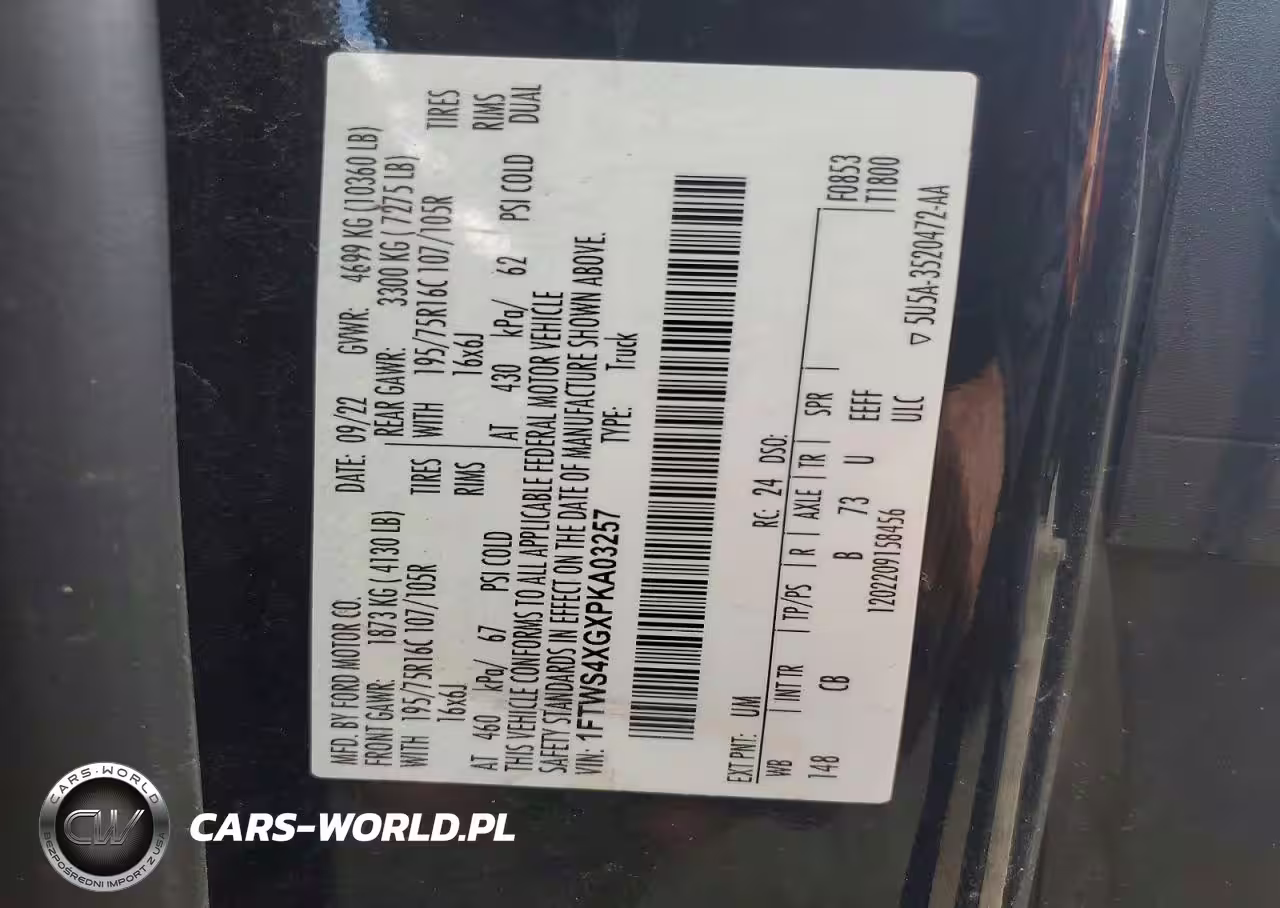 MFD. BY FORD MOTOR CO. DATE: 09/22 GVWR: 4699 KG (10360 LB)
FRONT GAWR: 1873 KG ( 4130 LB) REAR GAWR: 3300 KG ( 7275 LB)
WITH 195/75R16C 107/105R TIRES WITH 195/75R16C 107/105R TIRES
16x6J RIMS 16x6J RIMS
AT 460 kPa/ 67 PSI COLD AT 430 kPa/ 62 PSI COLD DUAL
THIS VEHICLE CONFORMS TO ALL APPLICABLE FEDERAL MOTOR VEHICLE
SAFETY STANDARDS IN EFFECT ON THE DATE OF MANUFACTURE SHOWN ABOVE.
VIN: 1FTWS4XGXPKA03257 TYPE: Truck
EXT PNT: UM RC: 24 DSO:
WB INT TR TP/PS R AXLE TR SPR F0853
148 CB B 73 U EEFF T1800
1202209158456 ULC
▽ 5U5A-3520472-AA
CARS-WORLD
CW
BEZPOŚREDNI IMPORT Z USA
CARS-WORLD.PL